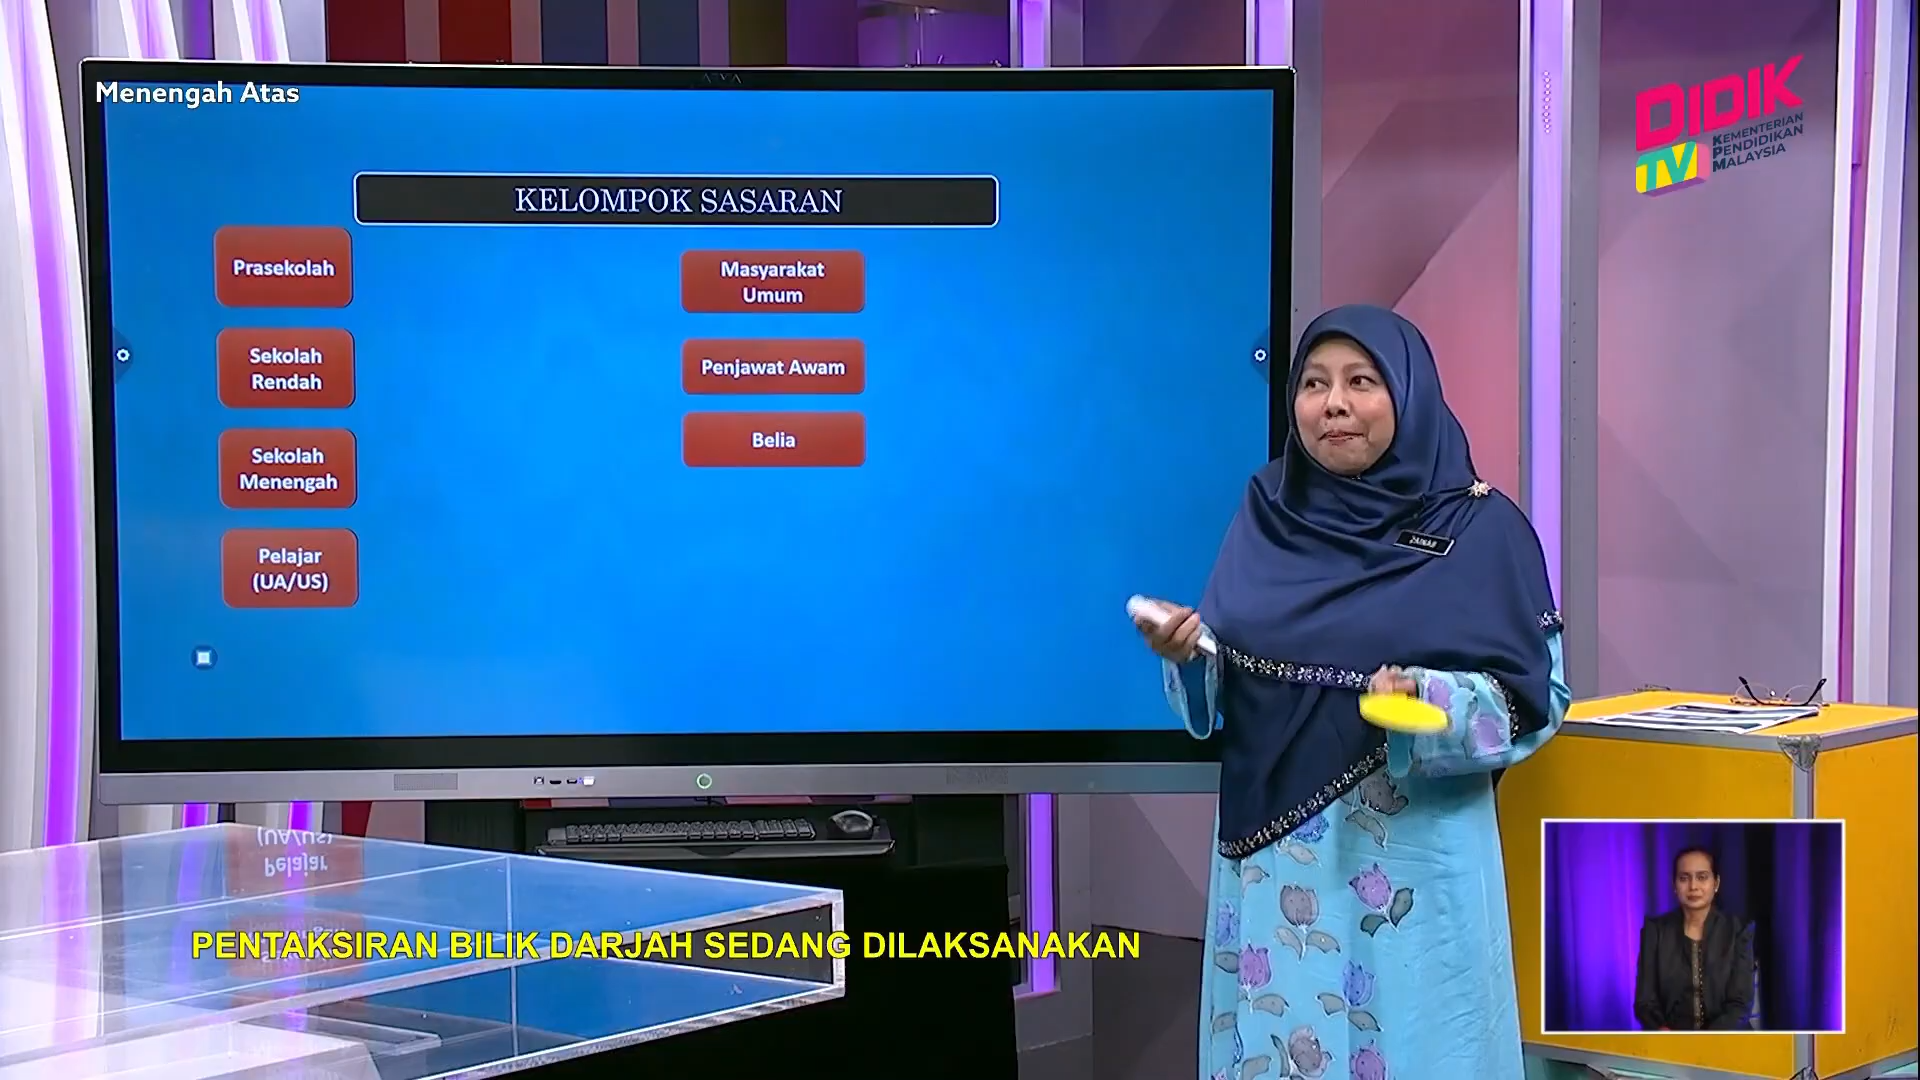 Menengah Atas
KELOMPOK SASARAN
Prasekolah
Sekolah
Rendah
Sekolah
Menengah
Pelajar
(UA/US)
Masyarakat
Umum
Penjawat Awam
Belia
DIDIK
TV
KEMENTERIAN
PENDIDIKAN
MALAYSIA
ZAINAB
PENTAKSIRAN BILIK DARJAH SEDANG DILAKSANAKAN